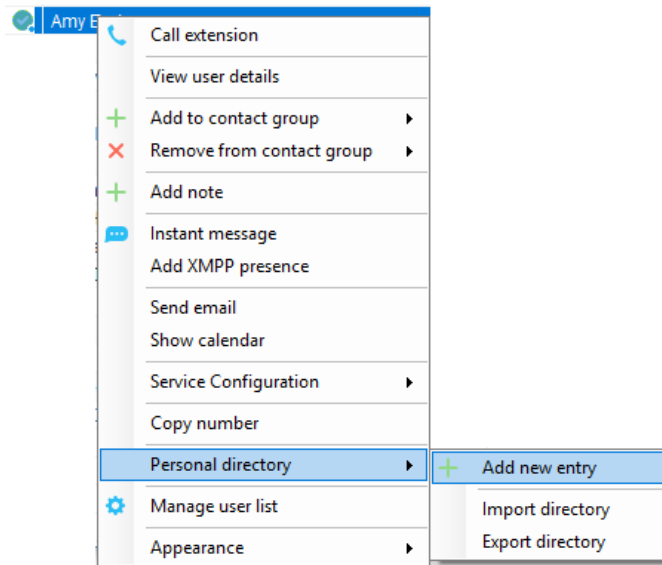 Amy
Call extension
View user details
Add to contact group
Remove from contact group
Add note
Instant message
Add XMPP presence
Send email
Show calendar
Service Configuration
Copy number
Personal directory
Add new entry
Manage user list
Import directory
Appearance
Export directory